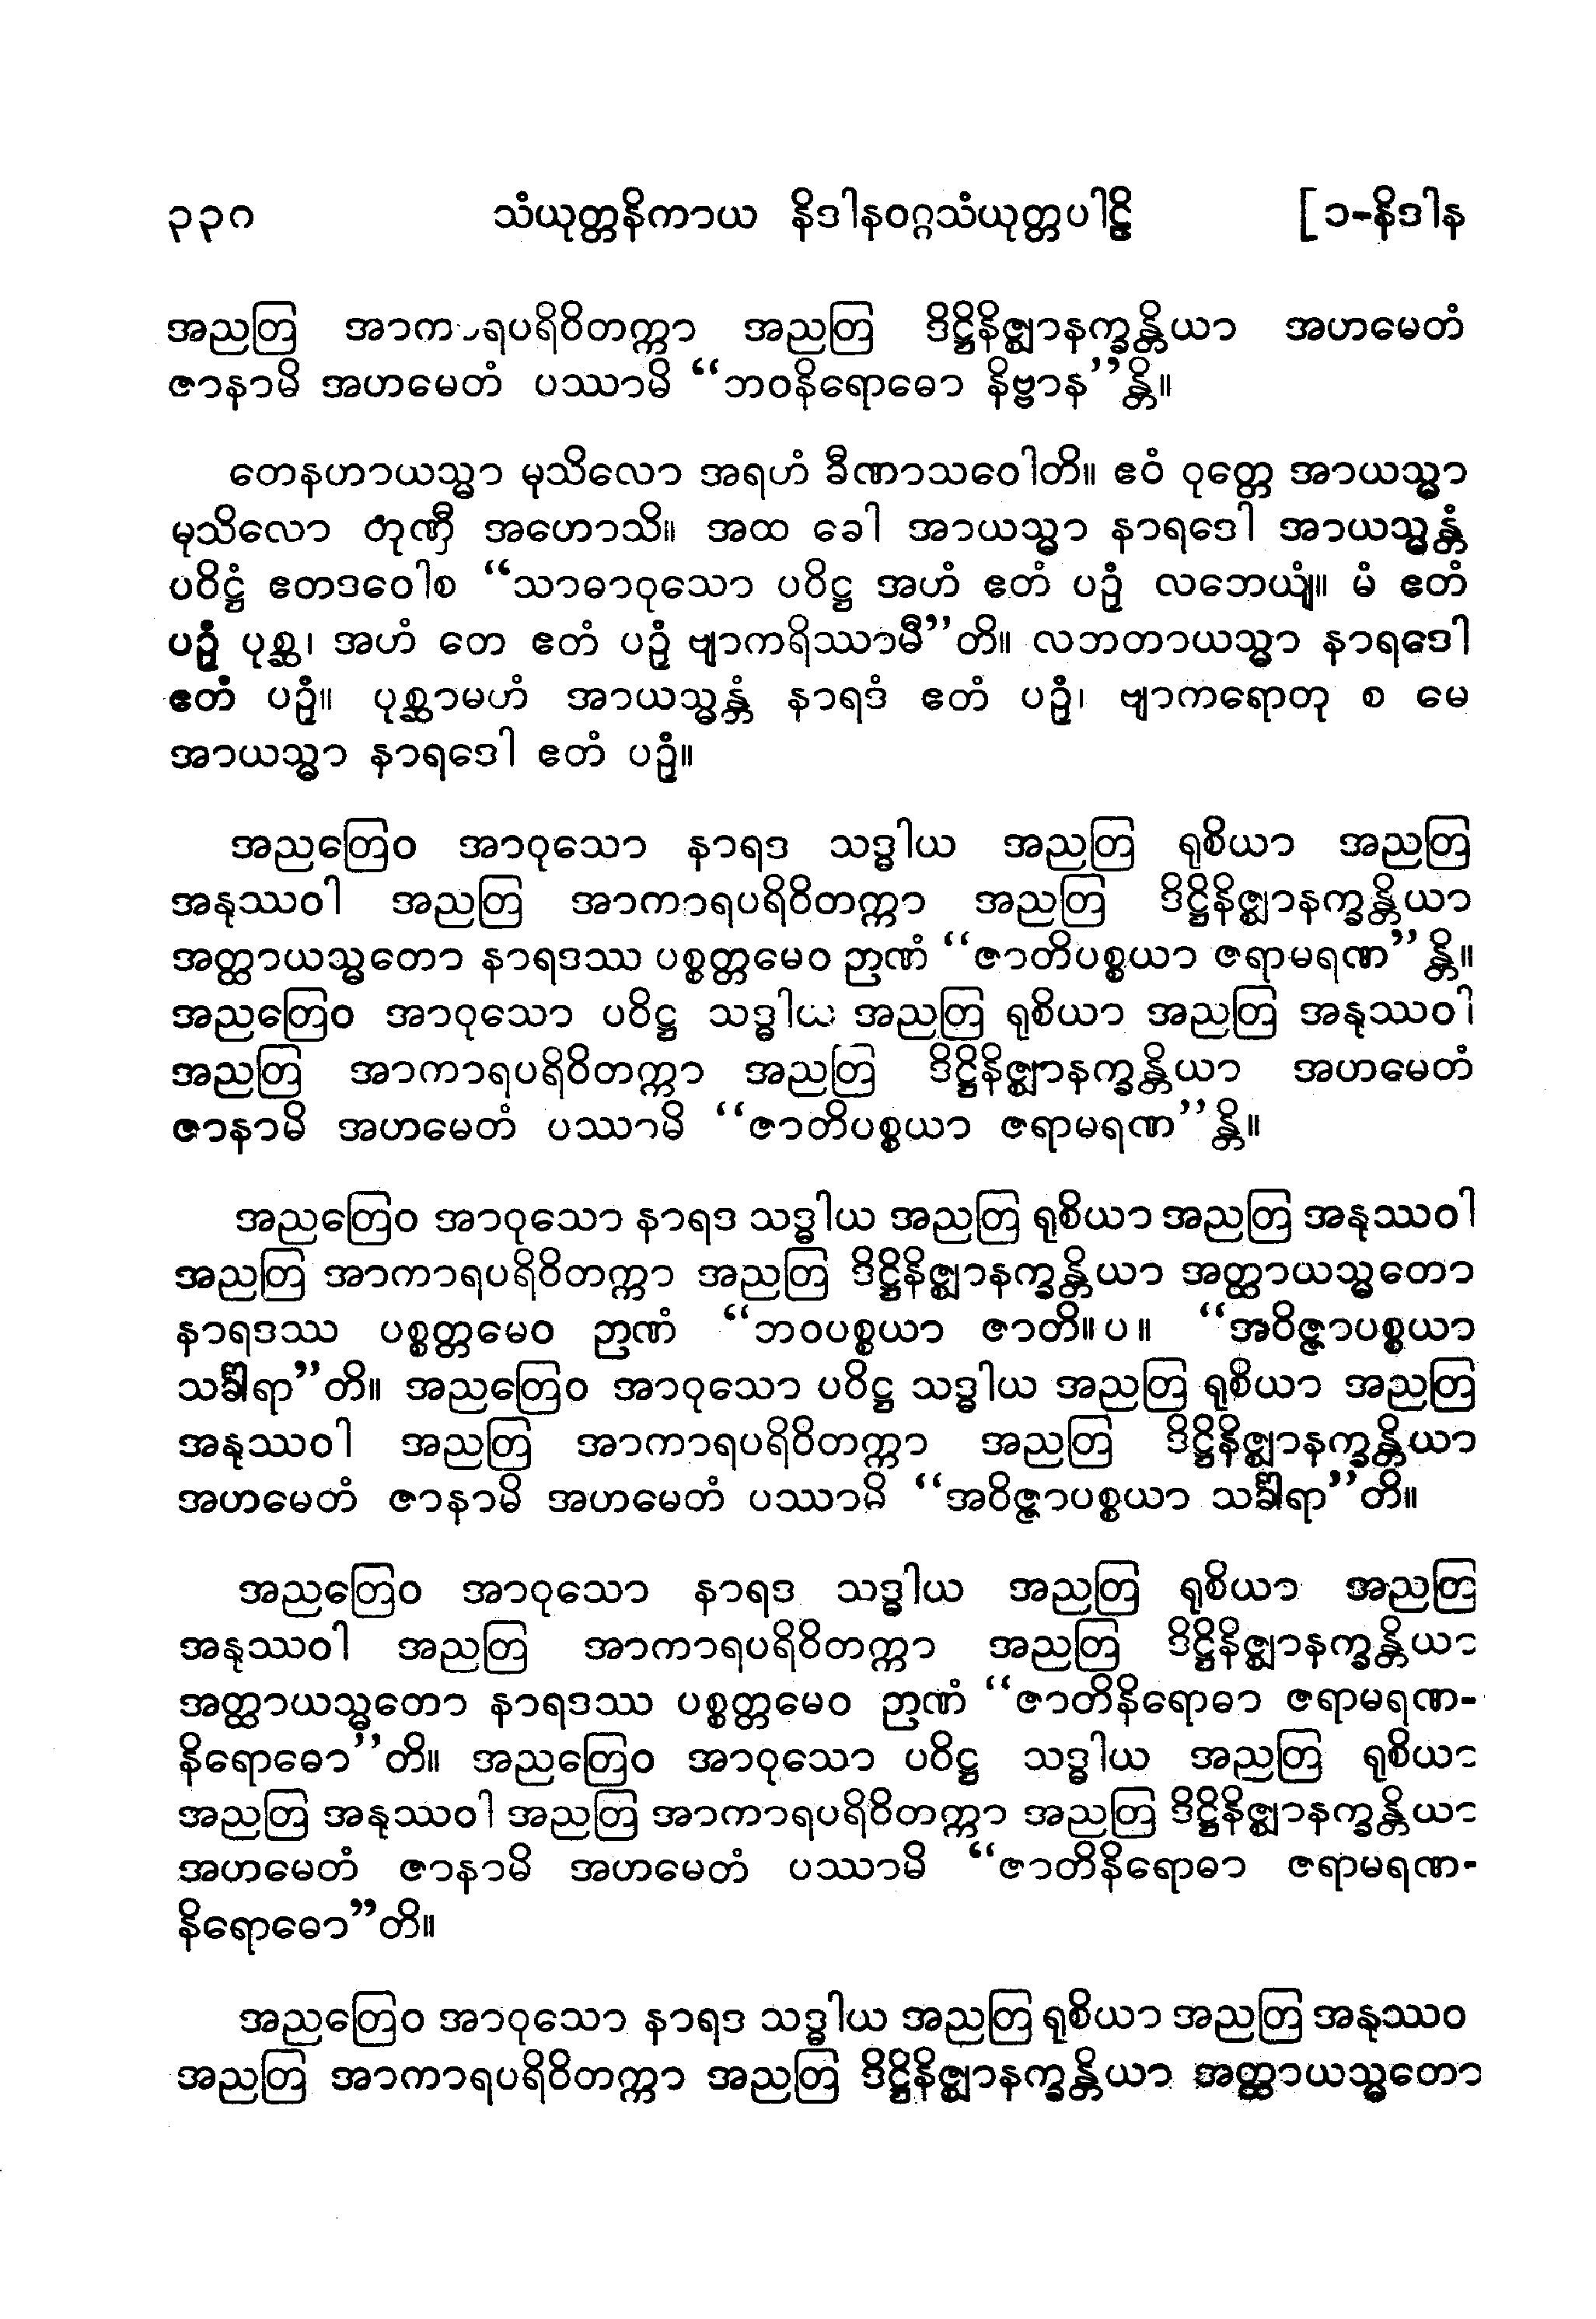 ၃၃၀ သံယုတ္တနိကာယ နိဒါနဝဂ္ဂသံယုတ္တပါဠိ [၁-နိဒါန
အညတြ အာကာရပရိဝိတက္ကာ အညတြ ဒိဋ္ဌိနိဇ္ဈာနက္ခန္တိယာ အဟမေတံ
ဇာနာမိ အဟမေတံ ပဿာမိ “ဘဝနိရောဓော နိဗ္ဗာန”န္တိ။
တေနဟာယသ္မာ မုသိလော အရဟံ ခီဏာသဝေါတိ။ ဧဝံ ဝုတ္တေ အာယသ္မာ
မုသိလော တုဏှီ အဟောသိ။ အထ ခေါ အာယသ္မာ နာရဒေါ အာယသ္မန္တံ
ပဝိဋ္ဌံ ဧတဒဝေါစ “သာဓာဝုသော ပဝိဋ္ဌ အဟံ ဧတံ ပဉှံ လဘေယျံ။ မံ ဧတံ
ပဉှံ ပုစ္ဆ၊ အဟံ တေ ဧတံ ပဉှံ ဗျာကရိဿာမီ”တိ။ လဘတာယသ္မာ နာရဒေါ
ဧတံ ပဉှံ။ ပုစ္ဆာမဟံ အာယသ္မန္တံ နာရဒံ ဧတံ ပဉှံ၊ ဗျာကရောတု စ မေ
အာယသ္မာ နာရဒေါ ဧတံ ပဉှံ။
အညတြေဝ အာဝုသော နာရဒ သဒ္ဓါယ အညတြ ရုစိယာ အညတြ
အနုဿဝါ အညတြ အာကာရပရိဝိတက္ကာ အညတြ ဒိဋ္ဌိနိဇ္ဈာနက္ခန္တိယာ
အတ္ထာယသ္မတော နာရဒဿ ပစ္စတ္တမေဝ ဉာဏံ “ဇာတိပစ္စယာ ဇရာမရဏ”န္တိ။
အညတြေဝ အာဝုသော ပဝိဋ္ဌ သဒ္ဓါယ အညတြ ရုစိယာ အညတြ အနုဿဝါ
အညတြ အာကာရပရိဝိတက္ကာ အညတြ ဒိဋ္ဌိနိဇ္ဈာနက္ခန္တိယာ အဟမေတံ
ဇာနာမိ အဟမေတံ ပဿာမိ “ဇာတိပစ္စယာ ဇရာမရဏ”န္တိ။
အညတြေဝ အာဝုသော နာရဒ သဒ္ဓါယ အညတြ ရုစိယာ အညတြ အနုဿဝါ
အညတြ အာကာရပရိဝိတက္ကာ အညတြ ဒိဋ္ဌိနိဇ္ဈာနက္ခန္တိယာ အတ္ထာယသ္မတော
နာရဒဿ ပစ္စတ္တမေဝ ဉာဏံ “ဘဝပစ္စယာ ဇာတိ။ပ။ “အဝိဇ္ဇာပစ္စယာ
သင်္ခါရာ”တိ။ အညတြေဝ အာဝုသော ပဝိဋ္ဌ သဒ္ဓါယ အညတြ ရုစိယာ အညတြ
အနုဿဝါ အညတြ အာကာရပရိဝိတက္ကာ အညတြ ဒိဋ္ဌိနိဇ္ဈာနက္ခန္တိယာ
အဟမေတံ ဇာနာမိ အဟမေတံ ပဿာမိ “အဝိဇ္ဇာပစ္စယာ သင်္ခါရာ”တိ။
အညတြေဝ အာဝုသော နာရဒ သဒ္ဓါယ အညတြ ရုစိယာ အညတြ
အနုဿဝါ အညတြ အာကာရပရိဝိတက္ကာ အညတြ ဒိဋ္ဌိနိဇ္ဈာနက္ခန္တိယာ
အတ္ထာယသ္မတော နာရဒဿ ပစ္စတ္တမေဝ ဉာဏံ “ဇာတိနိရောဓာ ဇရာမရဏ-
နိရောဓော”တိ။ အညတြေဝ အာဝုသော ပဝိဋ္ဌ သဒ္ဓါယ အညတြ ရုစိယာ
အညတြ အနုဿဝါ အညတြ အာကာရပရိဝိတက္ကာ အညတြ ဒိဋ္ဌိနိဇ္ဈာနက္ခန္တိယာ
အဟမေတံ ဇာနာမိ အဟမေတံ ပဿာမိ “ဇာတိနိရောဓာ ဇရာမရဏ-
နိရောဓော”တိ။
အညတြေဝ အာဝုသော နာရဒ သဒ္ဓါယ အညတြ ရုစိယာ အညတြ အနုဿဝ
အညတြ အာကာရပရိဝိတက္ကာ အညတြ ဒိဋ္ဌိနိဇ္ဈာနက္ခန္တိယာ အတ္ထာယသ္မတော